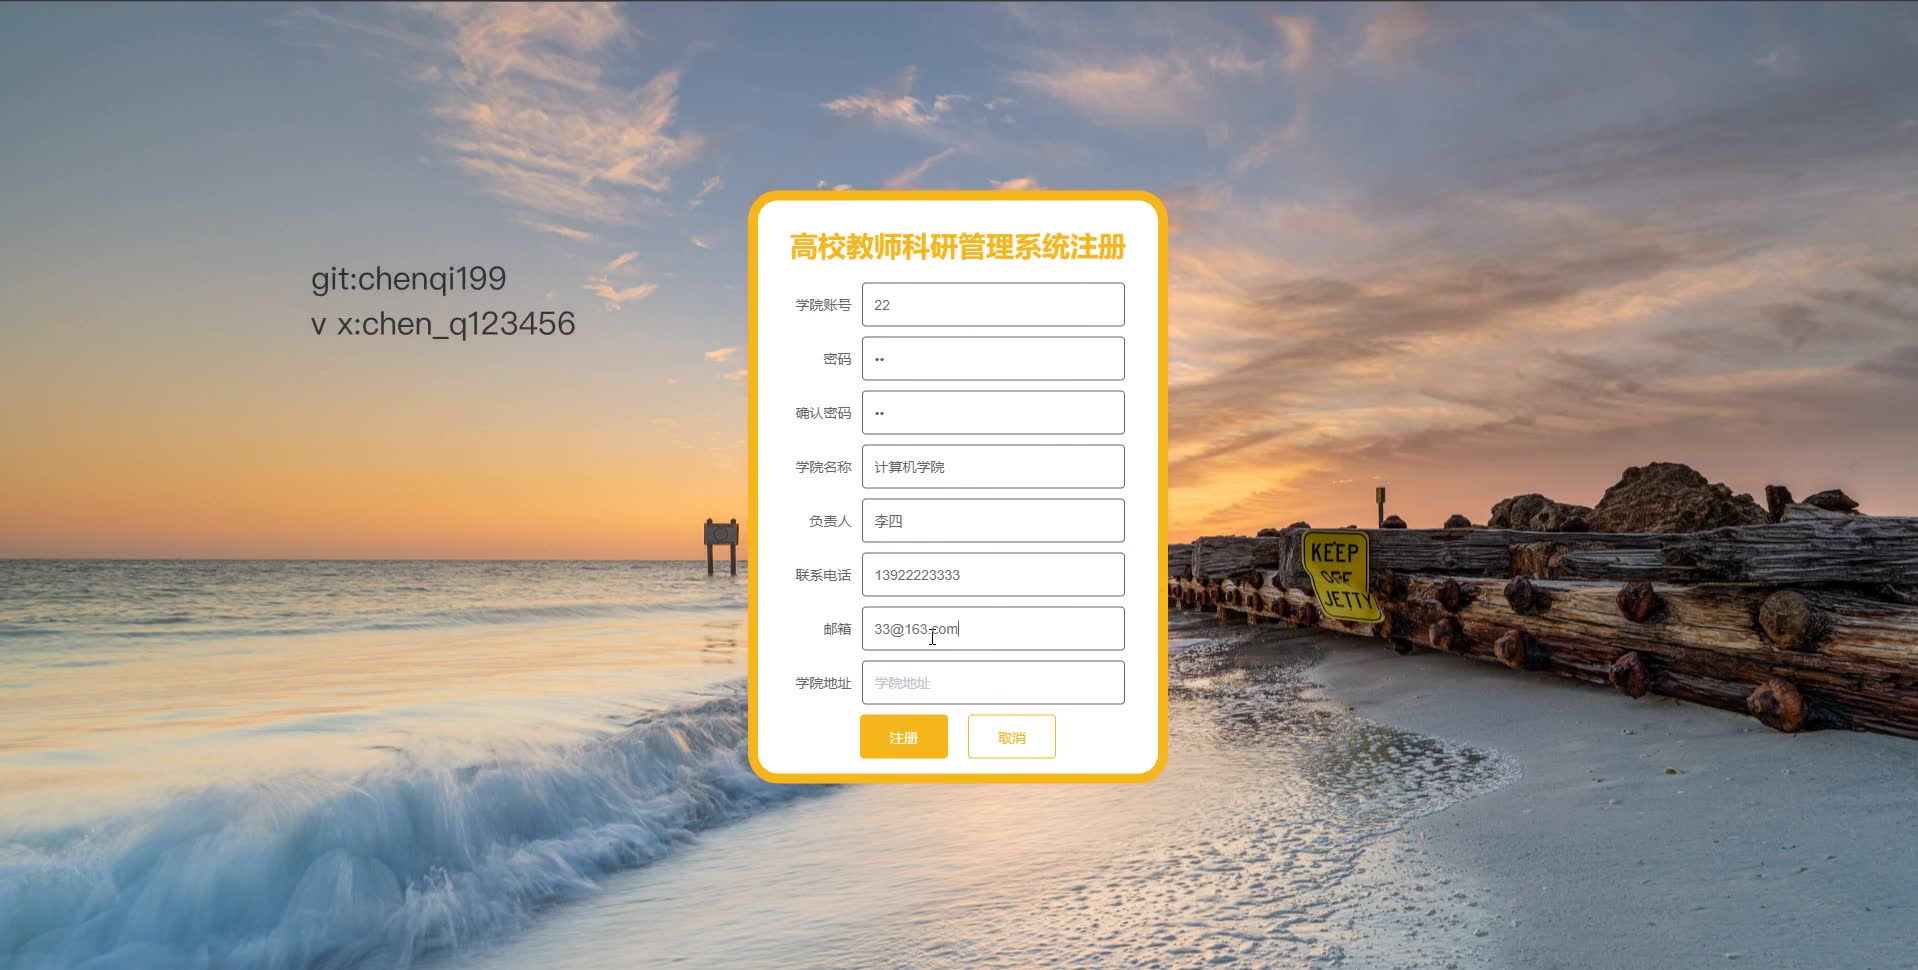 git:chenqi199
v x:chen_q123456
高校教师科研管理系统注册
学院账号 22
密码 ••
确认密码 ••
学院名称 计算机学院
负责人 李四
联系电话 13922223333
邮箱 33@163.com
学院地址 学院地址
注册 取消
KEEP
OFF
JETTY